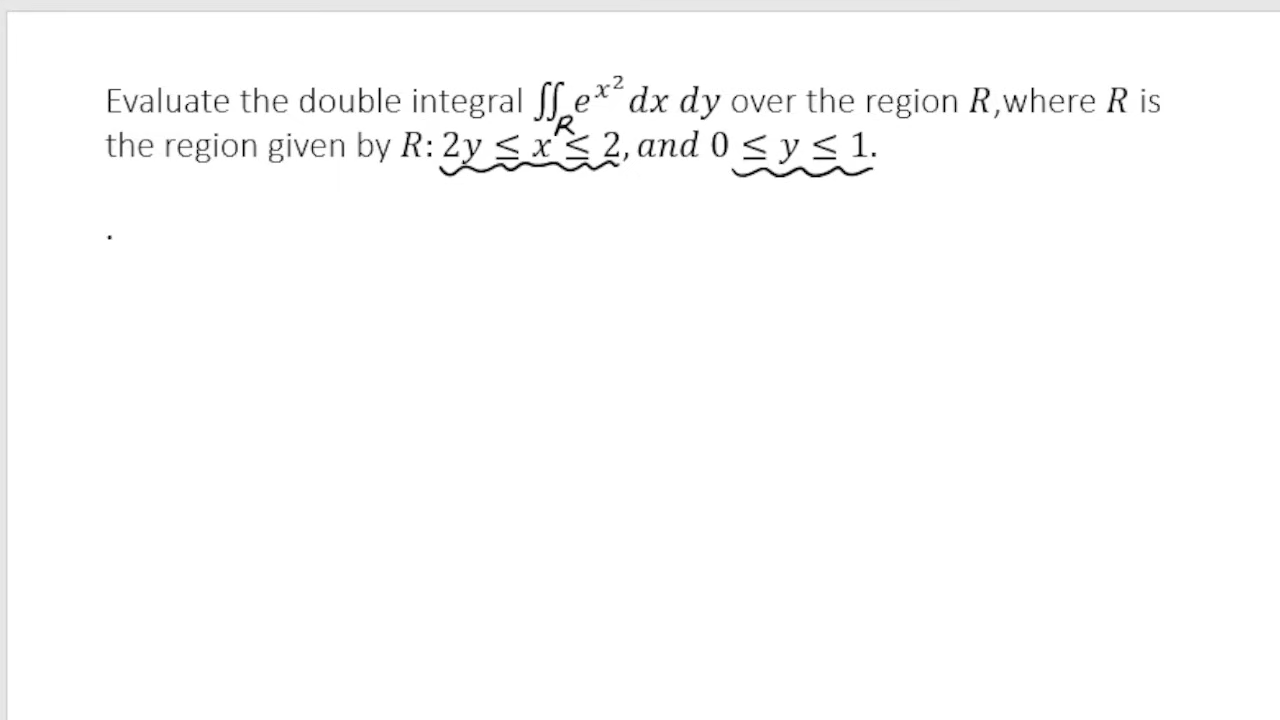 Evaluate the double integral ∬_R e^{x^2} dx dy over the region R,where R is
the region given by R: 2y ≤ x ≤ 2, and 0 ≤ y ≤ 1.
.